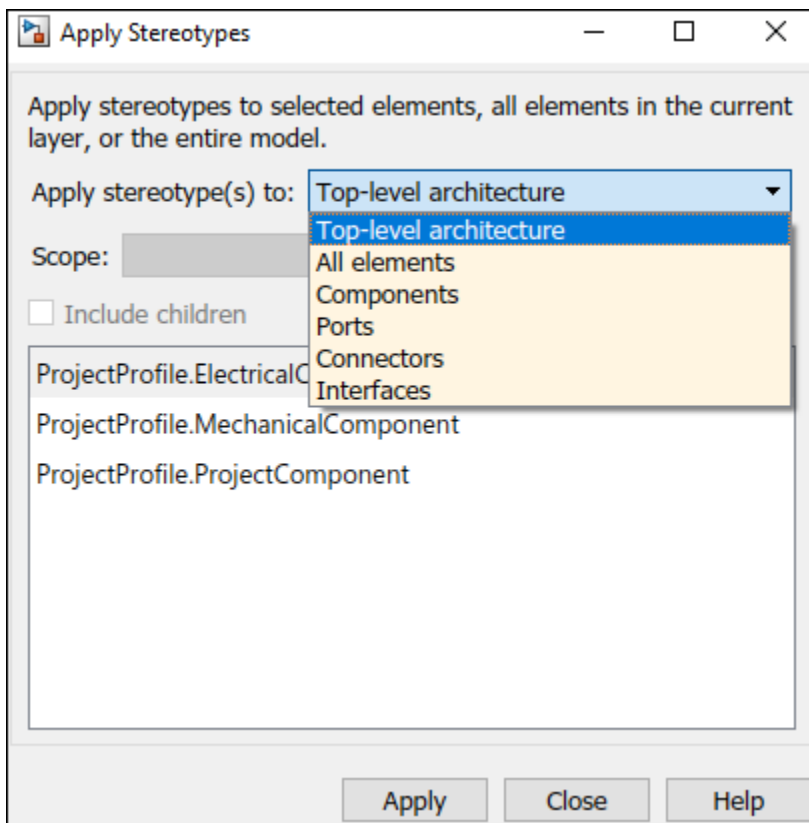 Apply Stereotypes
Apply stereotypes to selected elements, all elements in the current
layer, or the entire model.
Apply stereotype(s) to: Top-level architecture
Top-level architecture
Scope:
All elements
Components
Include children
Ports
Connectors
ProjectProfile.ElectricalC
Interfaces
ProjectProfile.MechanicalComponent
ProjectProfile.ProjectComponent
Apply Close Help